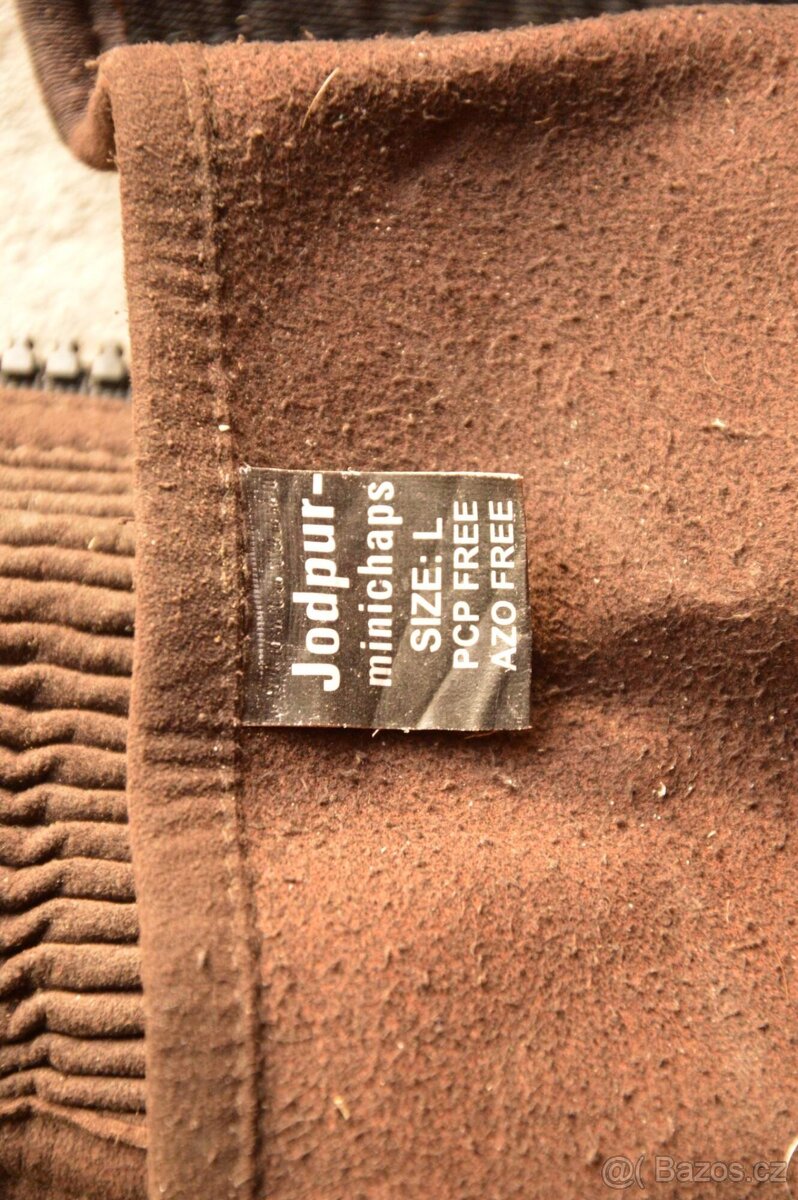 Jodpur-
minichaps
SIZE: L
PCP FREE
AZO FREE
@( Bazos.cz